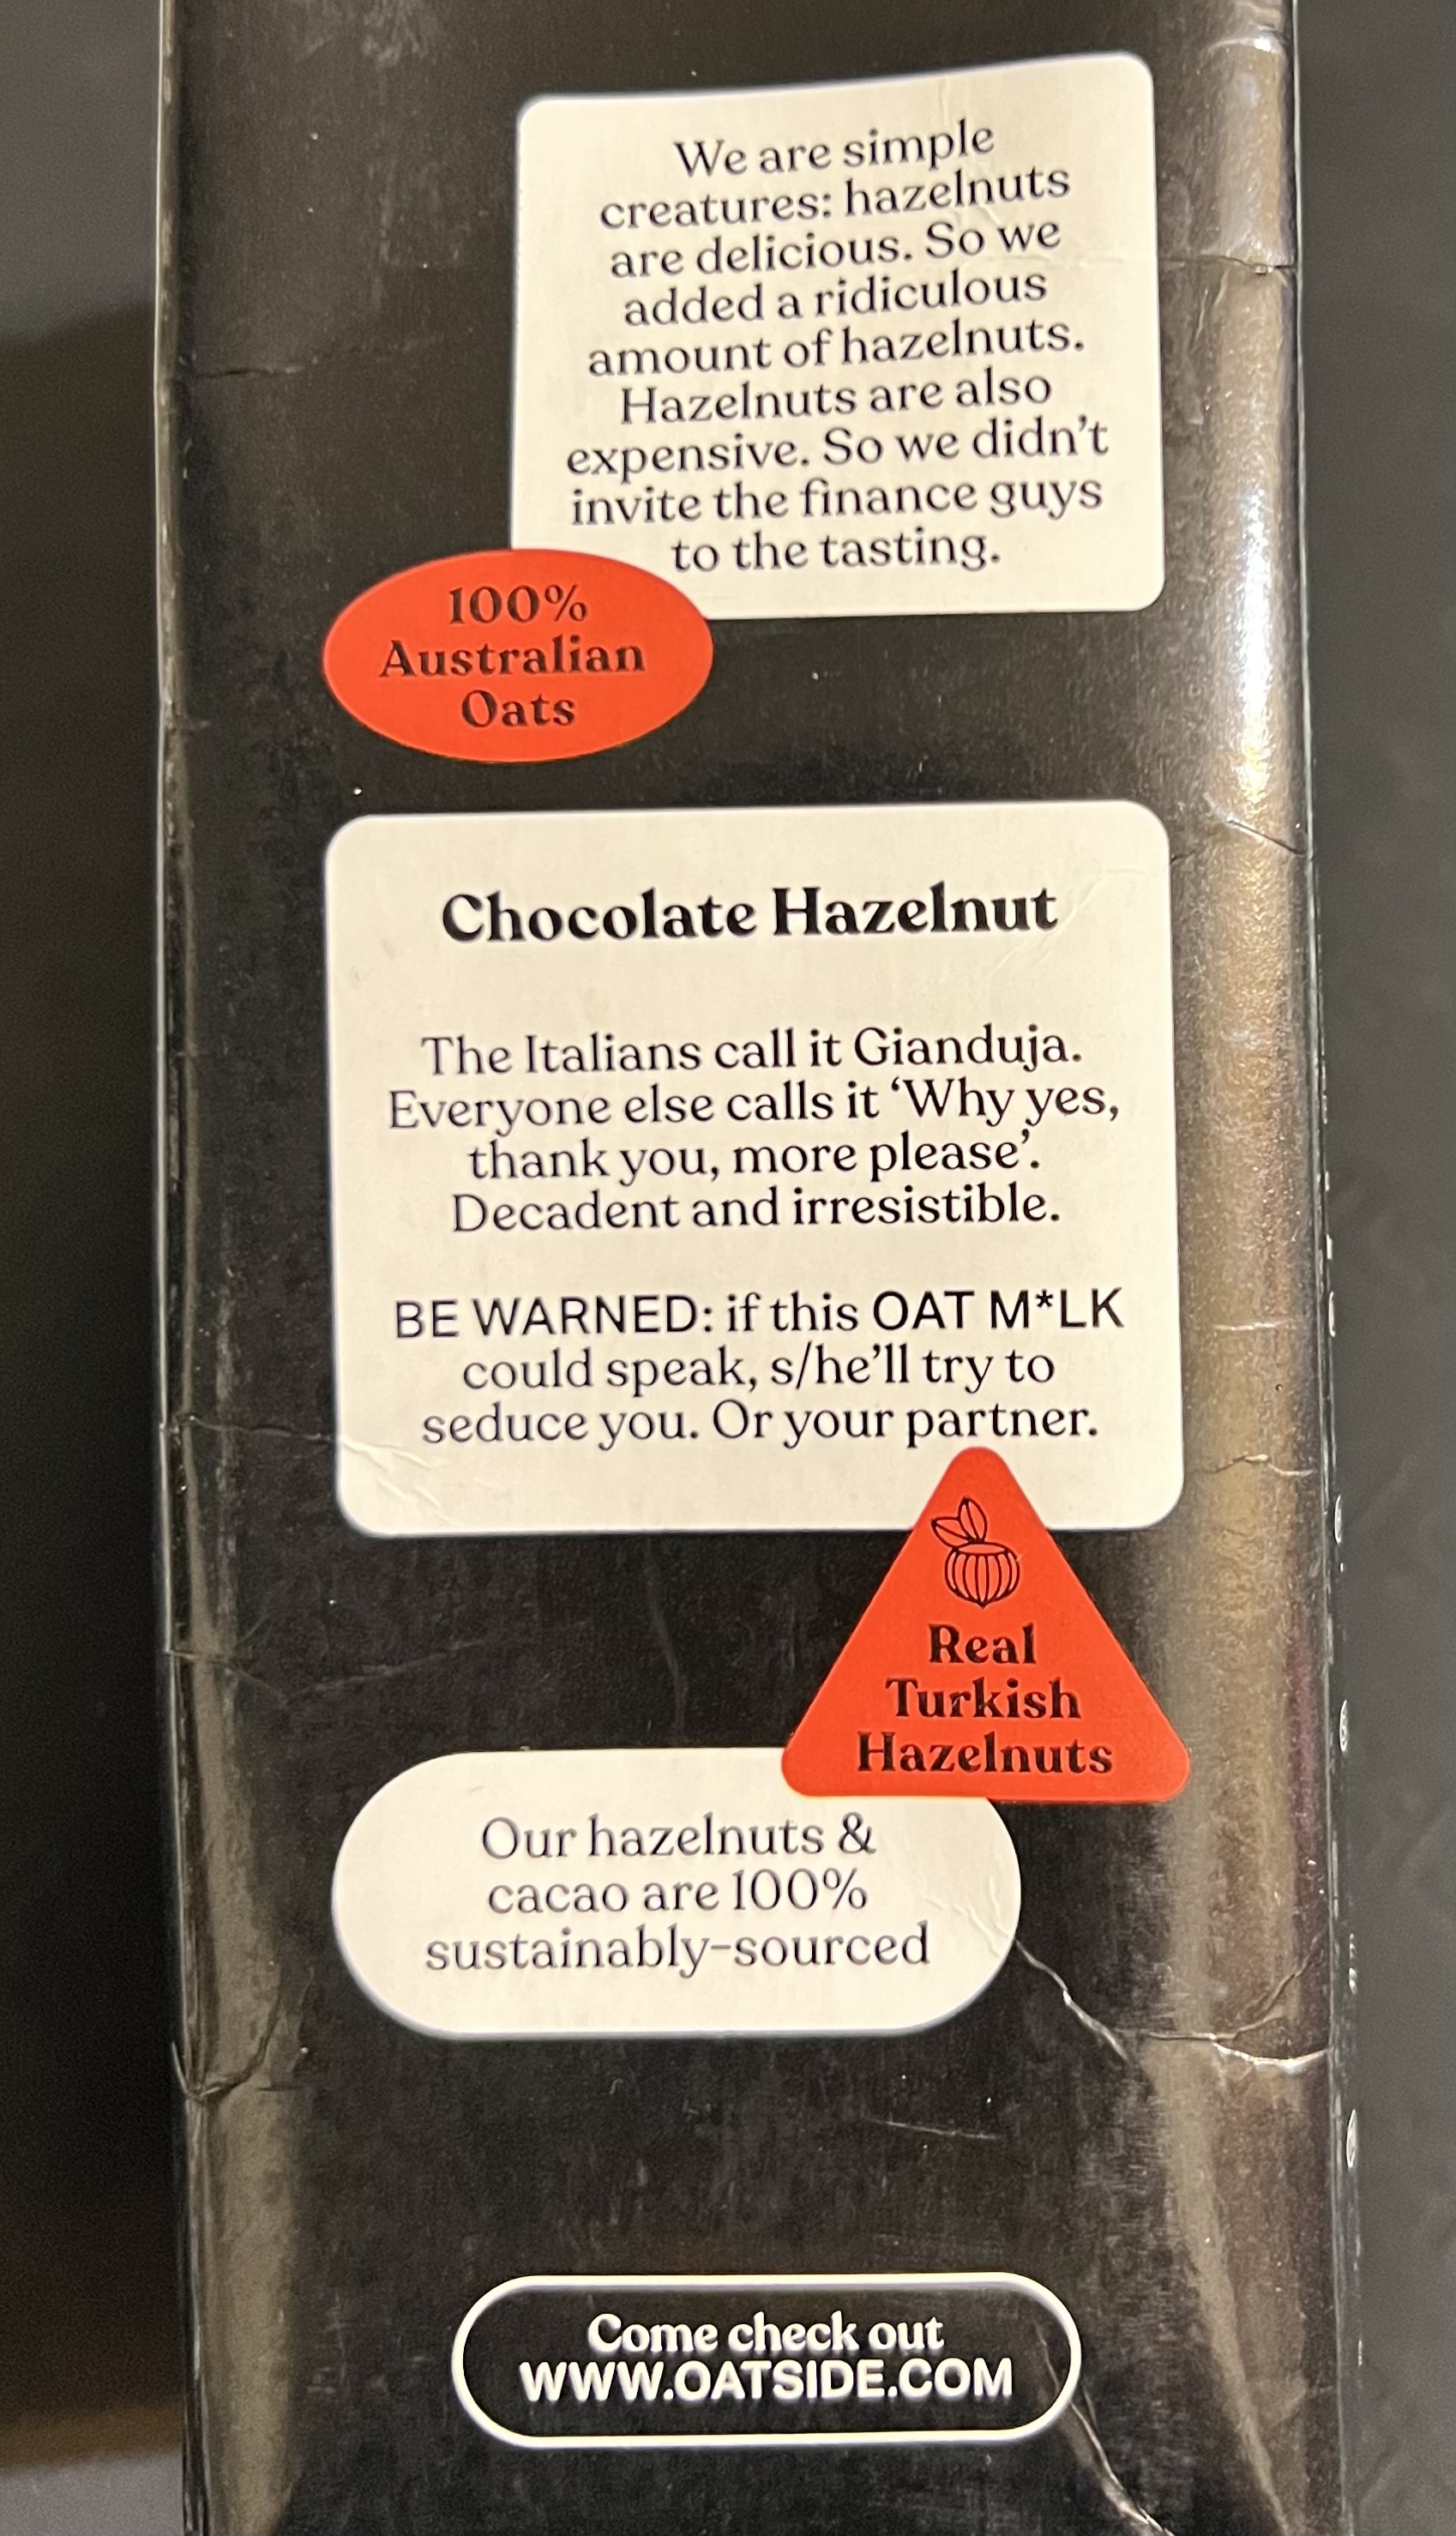 We are simple
creatures: hazelnuts
are delicious. So we
added a ridiculous
amount of hazelnuts.
Hazelnuts are also
expensive. So we didn't
invite the finance guys
to the tasting.
100%
Australian
Oats
Chocolate Hazelnut
The Italians call it Gianduja.
Everyone else calls it ‘Why yes,
thank you, more please’.
Decadent and irresistible.
BE WARNED: if this OAT M*LK
could speak, s/he’ll try to
seduce you. Or your partner.
Real
Turkish
Hazelnuts
Our hazelnuts &
cacao are 100%
sustainably-sourced
Come check out
WWW.OATSIDE.COM